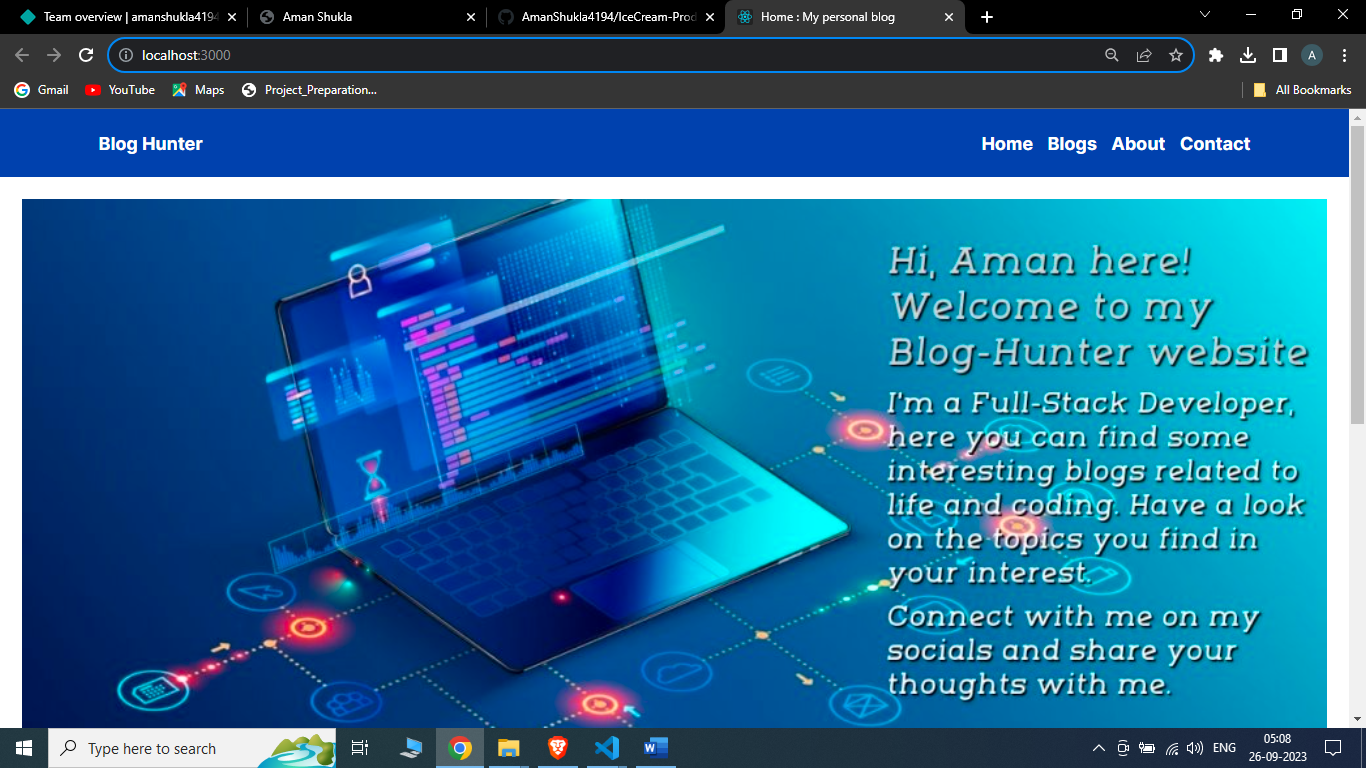 Team overview | amanshukla4194
Aman Shukla
AmanShukla4194/IceCream-Prod
Home : My personal blog
localhost:3000
A
Gmail
YouTube
Maps
Project_Preparation...
All Bookmarks
Blog Hunter
Home
Blogs
About
Contact
Hi, Aman here!
Welcome to my
Blog-Hunter website
I'm a Full-Stack Developer,
here you can find some
interesting blogs related to
life and coding. Have a look
on the topics you find in
your interest.
Connect with me on my
socials and share your
thoughts with me.
Type here to search
ENG
05:08
26-09-2023